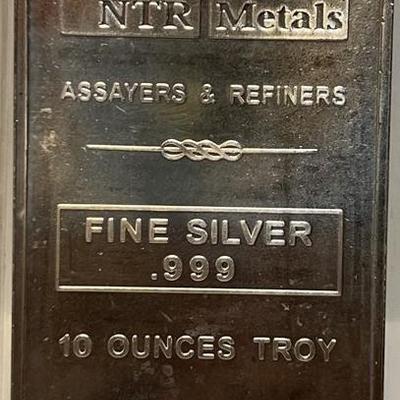 NTR Metals
ASSAYERS & REFINERS
FINE SILVER
.999
10 OUNCES TROY